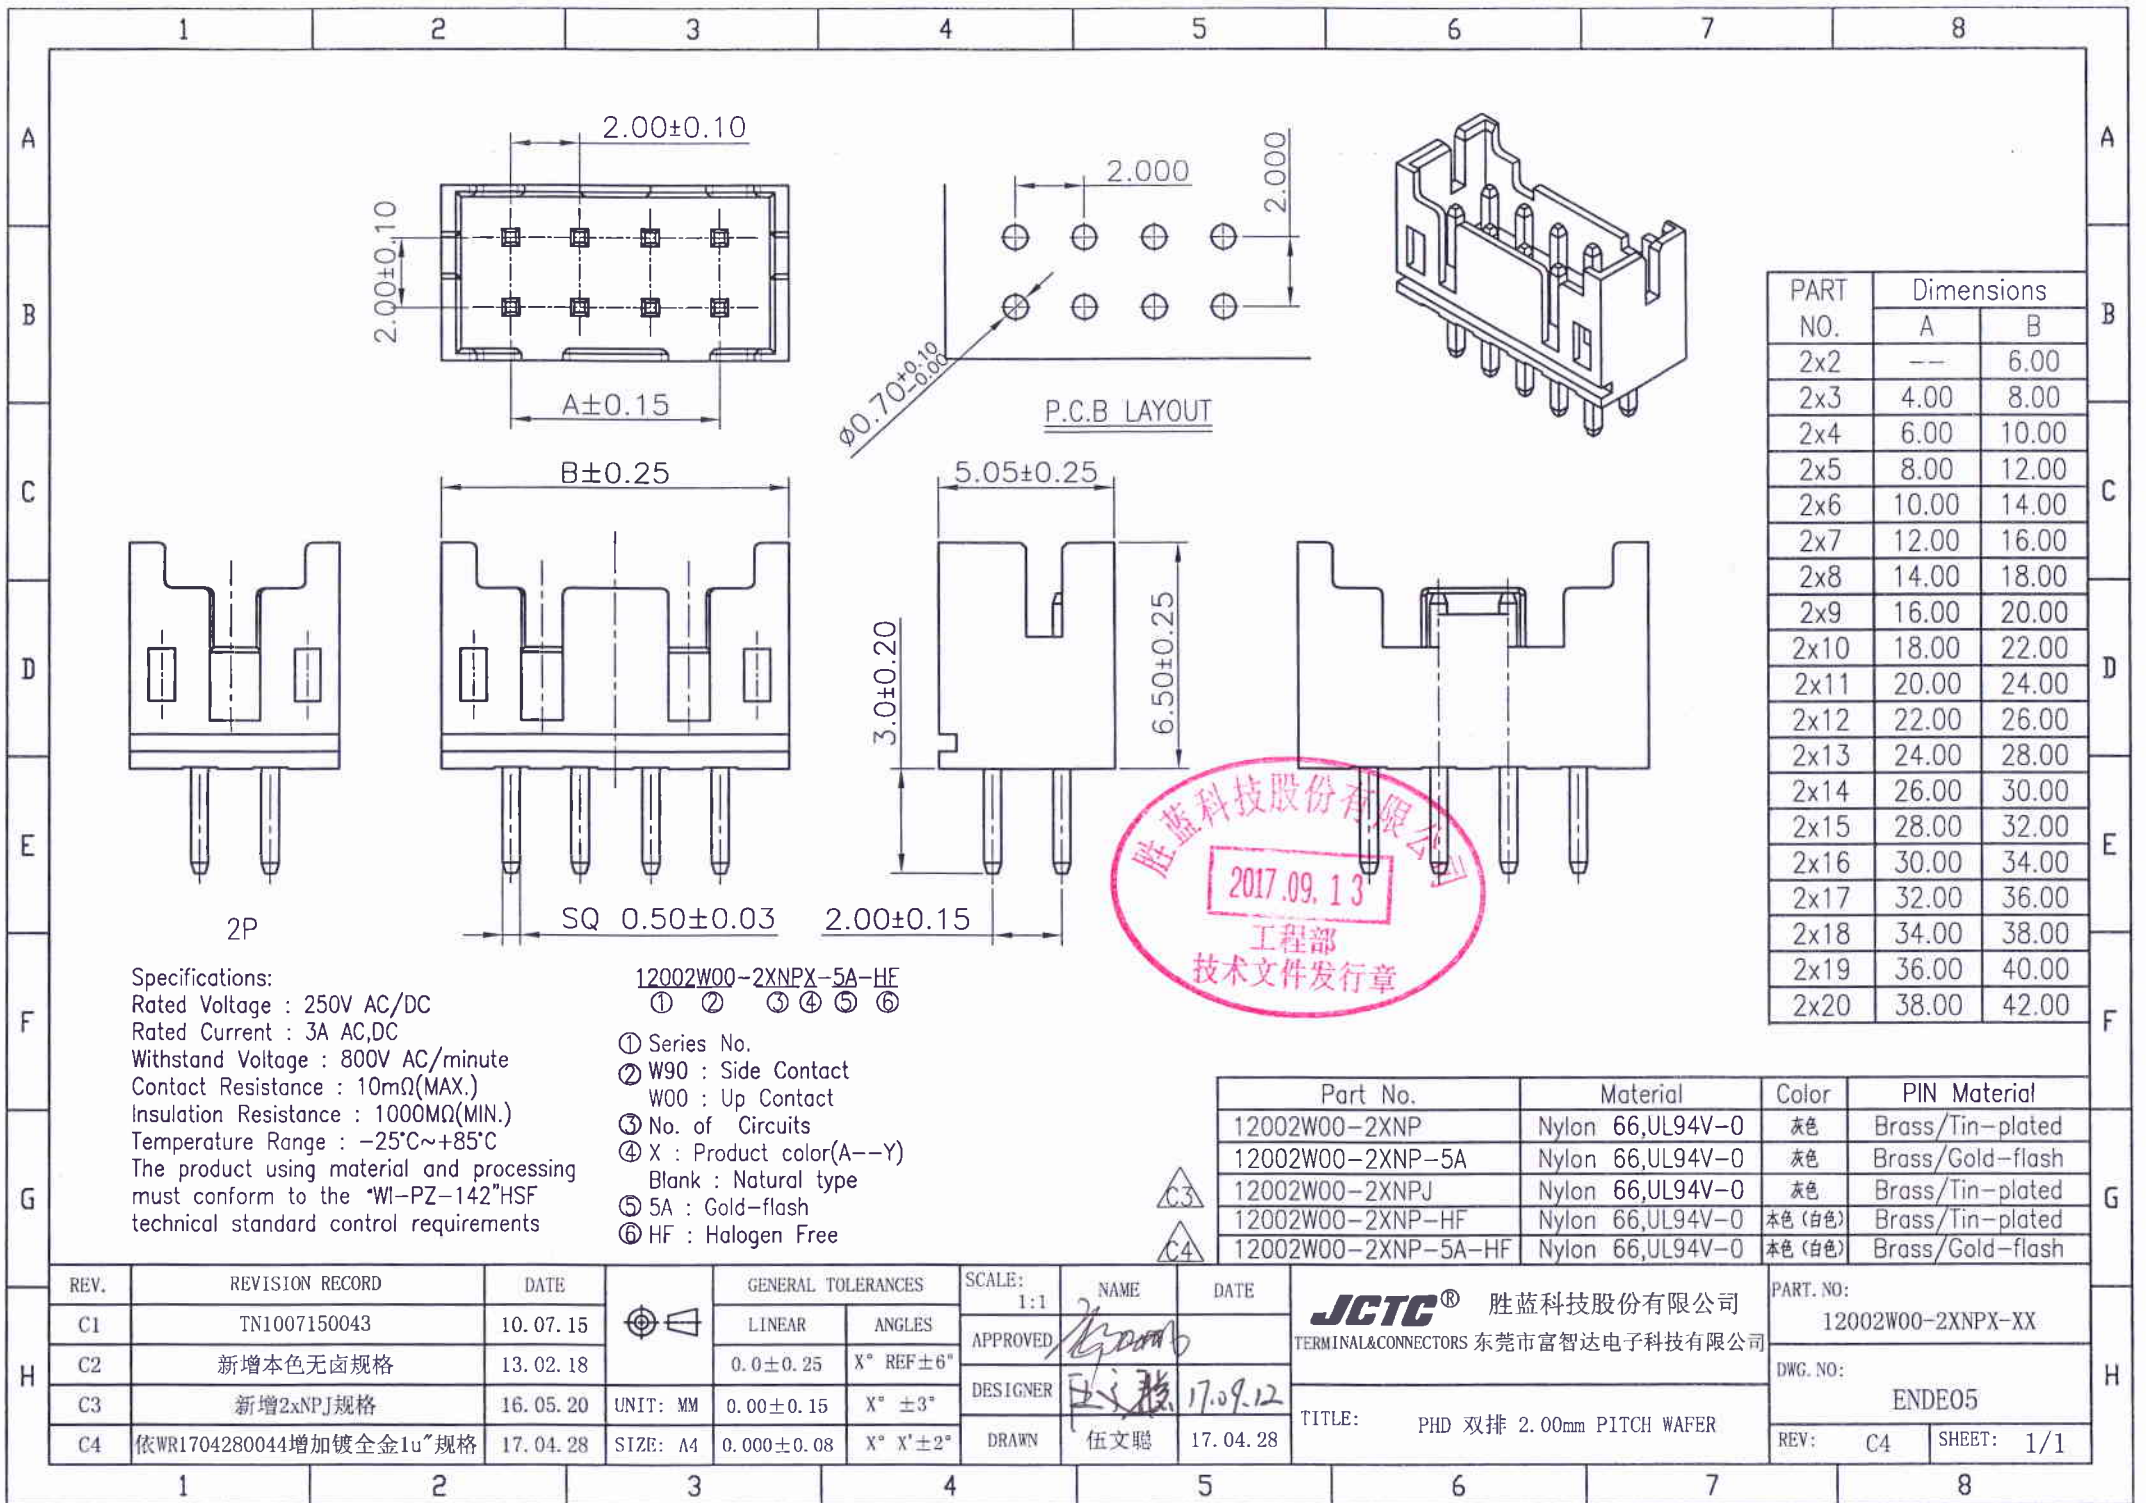 1 2 3 4 5 6 7 8
A A
B B
C C
D D
E E
F F
G G
H H
2.00±0.10
2.00±0.10
A±0.15
2.000
2.000
Ø0.70+0.10-0.00
P.C.B LAYOUT
B±0.25
5.05±0.25
3.0±0.20
6.50±0.25
2P
SQ 0.50±0.03
2.00±0.15
PART NO. Dimensions
A B
2x2 -- 6.00
2x3 4.00 8.00
2x4 6.00 10.00
2x5 8.00 12.00
2x6 10.00 14.00
2x7 12.00 16.00
2x8 14.00 18.00
2x9 16.00 20.00
2x10 18.00 22.00
2x11 20.00 24.00
2x12 22.00 26.00
2x13 24.00 28.00
2x14 26.00 30.00
2x15 28.00 32.00
2x16 30.00 34.00
2x17 32.00 36.00
2x18 34.00 38.00
2x19 36.00 40.00
2x20 38.00 42.00
胜蓝科技股份有限公司
2017.09.13
工程部
技术文件发行章
Specifications:
Rated Voltage : 250V AC/DC
Rated Current : 3A AC,DC
Withstand Voltage : 800V AC/minute
Contact Resistance : 10mΩ(MAX.)
Insulation Resistance : 1000MΩ(MIN.)
Temperature Range : -25°C~+85°C
The product using material and processing
must conform to the "WI-PZ-142"HSF
technical standard control requirements
12002W00-2XNPX-5A-HF
① ② ③ ④ ⑤ ⑥
① Series No.
② W90 : Side Contact
W00 : Up Contact
③ No. of Circuits
④ X : Product color(A--Y)
Blank : Natural type
⑤ 5A : Gold-flash
⑥ HF : Halogen Free
Part No. Material Color PIN Material
12002W00-2XNP Nylon 66,UL94V-0 灰色 Brass/Tin-plated
12002W00-2XNP-5A Nylon 66,UL94V-0 灰色 Brass/Gold-flash
C3 12002W00-2XNPJ Nylon 66,UL94V-0 灰色 Brass/Tin-plated
12002W00-2XNP-HF Nylon 66,UL94V-0 本色(白色) Brass/Tin-plated
C4 12002W00-2XNP-5A-HF Nylon 66,UL94V-0 本色(白色) Brass/Gold-flash
REV. REVISION RECORD DATE
C1 TN1007150043 10.07.15
C2 新增本色无卤规格 13.02.18
C3 新增2xNPJ规格 16.05.20
C4 依WR1704280044增加镀全金1u"规格 17.04.28
UNIT: MM
SIZE: A4
GENERAL TOLERANCES
LINEAR ANGLES
0.0±0.25 X° REF±6°
0.00±0.15 X° ±3°
0.000±0.08 X° X'±2°
SCALE: 1:1 NAME DATE
APPROVED
DESIGNER 17.09.12
DRAWN 伍文聪 17.04.28
JCTC® 胜蓝科技股份有限公司
TERMINAL&CONNECTORS 东莞市富智达电子科技有限公司
TITLE: PHD 双排 2.00mm PITCH WAFER
PART. NO:
12002W00-2XNPX-XX
DWG. NO:
ENDE05
REV: C4 SHEET: 1/1
1 2 3 4 5 6 7 8